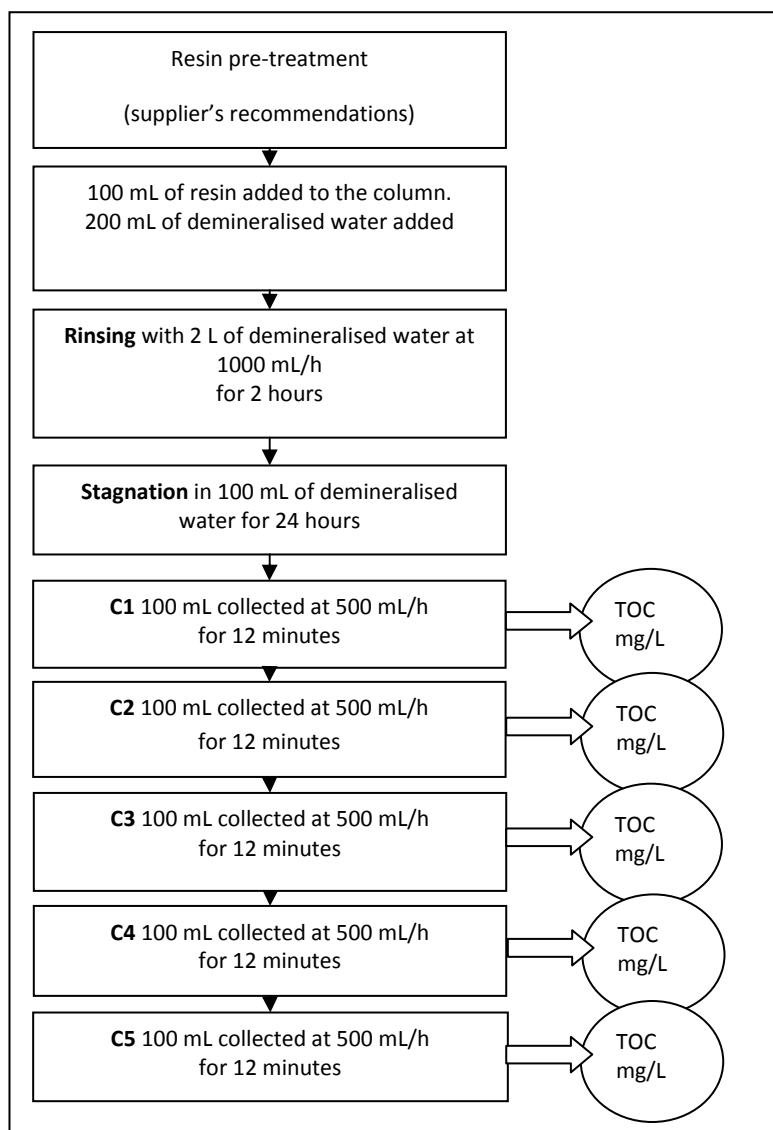 Resin pre-treatment
(supplier’s recommendations)
100 mL of resin added to the column.
200 mL of demineralised water added
Rinsing with 2 L of demineralised water at
1000 mL/h
for 2 hours
Stagnation in 100 mL of demineralised
water for 24 hours
C1 100 mL collected at 500 mL/h
for 12 minutes
TOC
mg/L
C2 100 mL collected at 500 mL/h
for 12 minutes
TOC
mg/L
C3 100 mL collected at 500 mL/h
for 12 minutes
TOC
mg/L
C4 100 mL collected at 500 mL/h
for 12 minutes
TOC
mg/L
C5 100 mL collected at 500 mL/h
for 12 minutes
TOC
mg/L